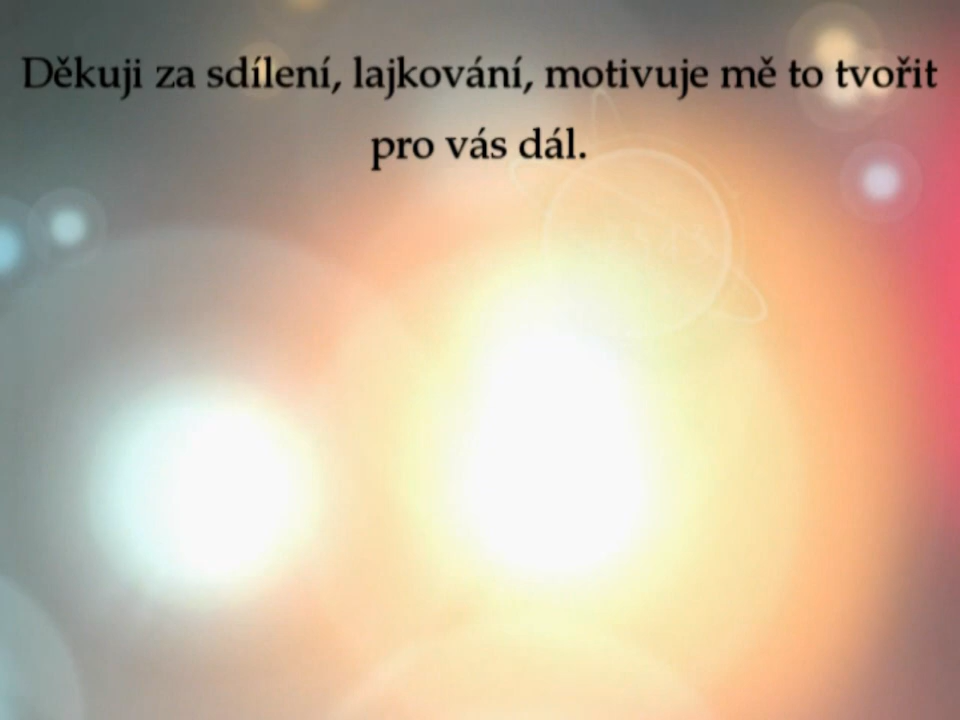 Děkuji za sdílení, lajkování, motivuje mě to tvořit
pro vás dál.